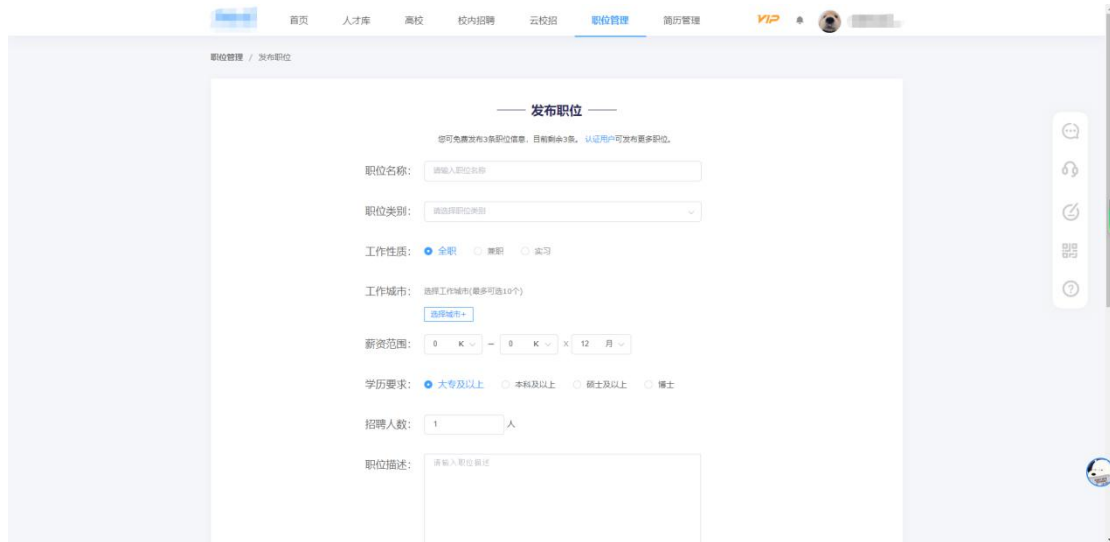 首页 人才库 高校 校内招聘 云校招 职位管理 简历管理 VIP
职位管理 / 发布职位
发布职位
您可免费发布3条职位信息，目前剩余3条。 认证用户可发布更多职位。
职位名称： 请输入职位名称
职位类别： 请选择职位类别
工作性质： 全职 兼职 实习
工作城市： 选择工作城市(最多可选10个)
选择城市+
薪资范围： 0 K － 0 K × 12 月
学历要求： 大专及以上 本科及以上 硕士及以上 博士
招聘人数： 1 人
职位描述： 请输入职位描述